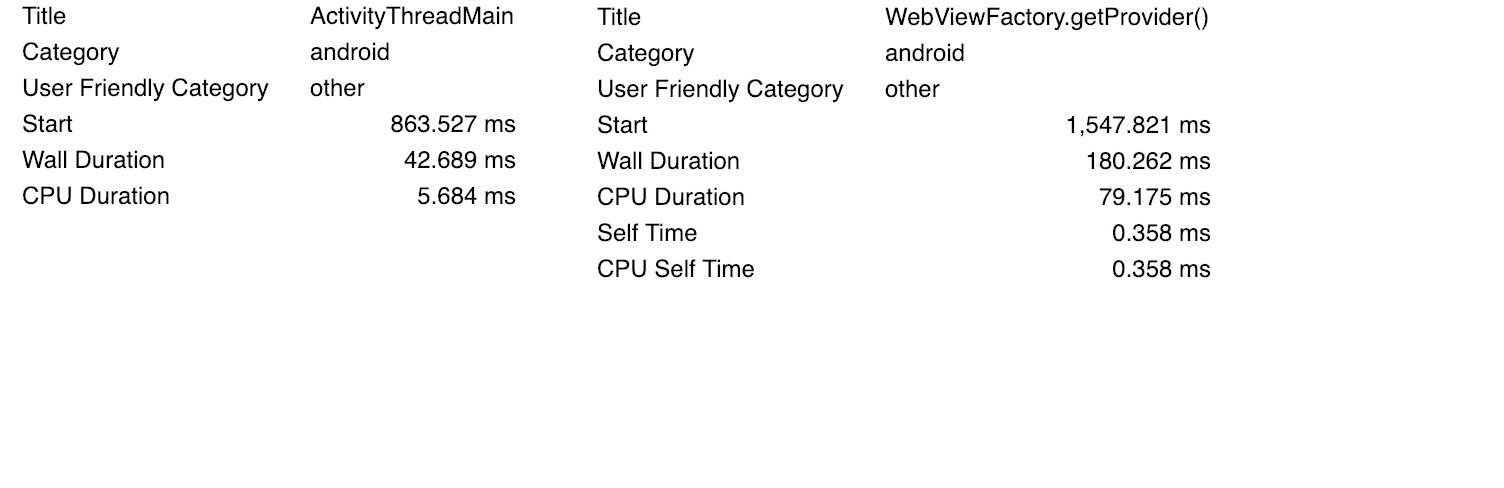 Title ActivityThreadMain
Category android
User Friendly Category other
Start 863.527 ms
Wall Duration 42.689 ms
CPU Duration 5.684 ms
Title WebViewFactory.getProvider()
Category android
User Friendly Category other
Start 1,547.821 ms
Wall Duration 180.262 ms
CPU Duration 79.175 ms
Self Time 0.358 ms
CPU Self Time 0.358 ms